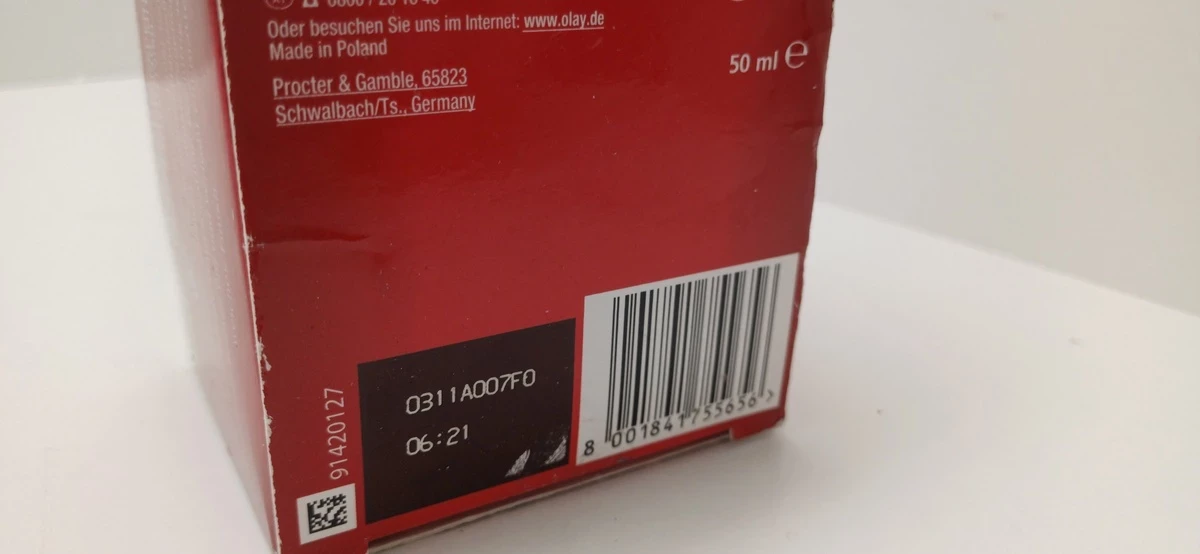 Oder besuchen Sie uns im Internet: www.olay.de
Made in Poland
Procter & Gamble, 65823
Schwalbach/Ts., Germany
50 ml e
91420127
0311A007F0
06:21
8 001841 755656 >